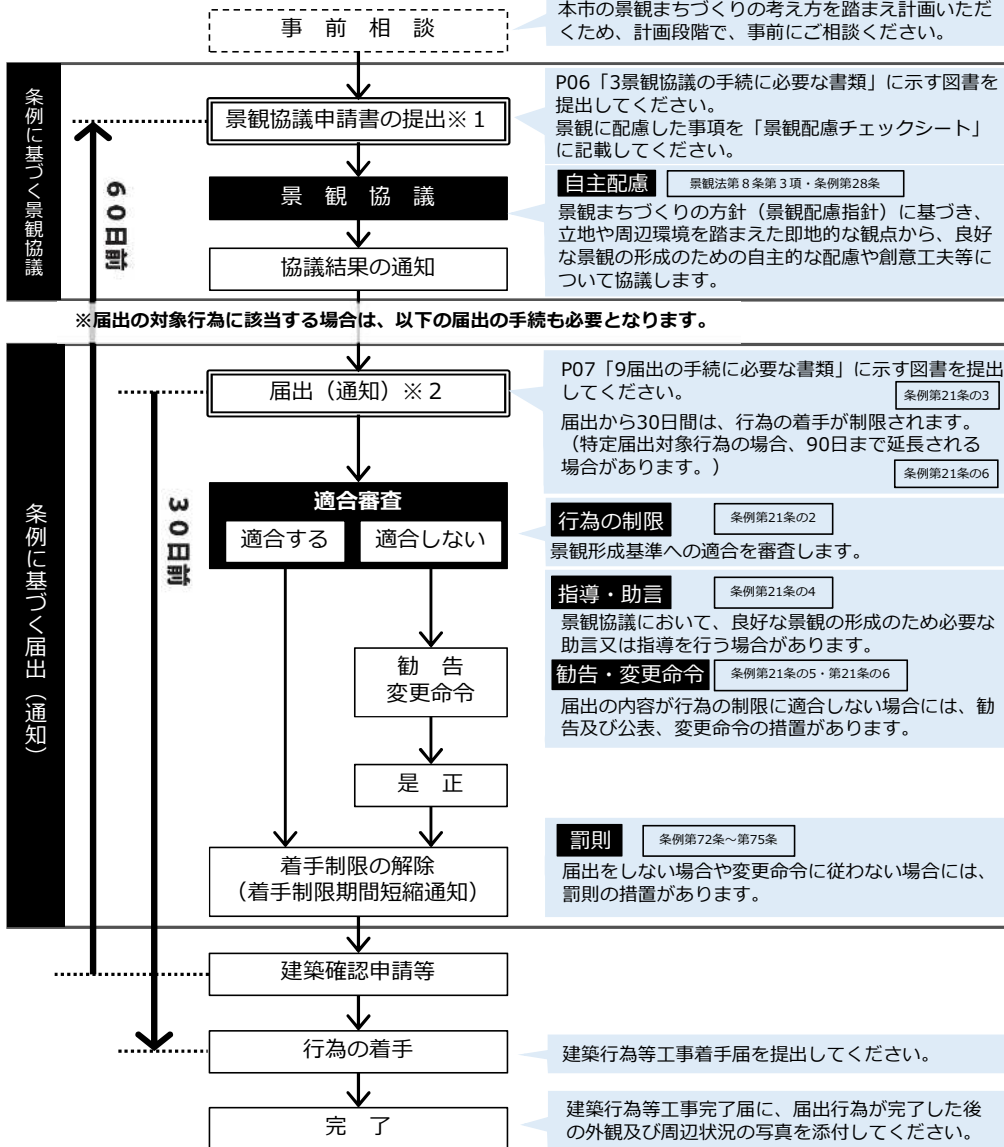 事 前 相 談
本市の景観まちづくりの考え方を踏まえ計画いただ
くため、計画段階で、事前にご相談ください。
条例に基づく景観協議
60日前
景観協議申請書の提出※1
P06「3景観協議の手続に必要な書類」に示す図書を
提出してください。
景観に配慮した事項を「景観配慮チェックシート」
に記載してください。
景 観 協 議
自主配慮
景観法第8条第3項・条例第28条
景観まちづくりの方針（景観配慮指針）に基づき、
立地や周辺環境を踏まえた即地的な観点から、良好
な景観の形成のための自主的な配慮や創意工夫等に
ついて協議します。
協議結果の通知
※届出の対象行為に該当する場合は、以下の届出の手続も必要となります。
条例に基づく届出（通知）
30日前
届出（通知）※2
P07「9届出の手続に必要な書類」に示す図書を提出
してください。
条例第21条の3
届出から30日間は、行為の着手が制限されます。
（特定届出対象行為の場合、90日まで延長される
場合があります。）
条例第21条の6
適合審査
適合する
適合しない
行為の制限
条例第21条の2
景観形成基準への適合を審査します。
指導・助言
条例第21条の4
景観協議において、良好な景観の形成のため必要な
助言又は指導を行う場合があります。
勧 告
変更命令
勧告・変更命令
条例第21条の5・第21条の6
届出の内容が行為の制限に適合しない場合には、勧
告及び公表、変更命令の措置があります。
是 正
着手制限の解除
（着手制限期間短縮通知）
罰則
条例第72条～第75条
届出をしない場合や変更命令に従わない場合には、
罰則の措置があります。
建築確認申請等
行為の着手
建築行為等工事着手届を提出してください。
完 了
建築行為等工事完了届に、届出行為が完了した後
の外観及び周辺状況の写真を添付してください。